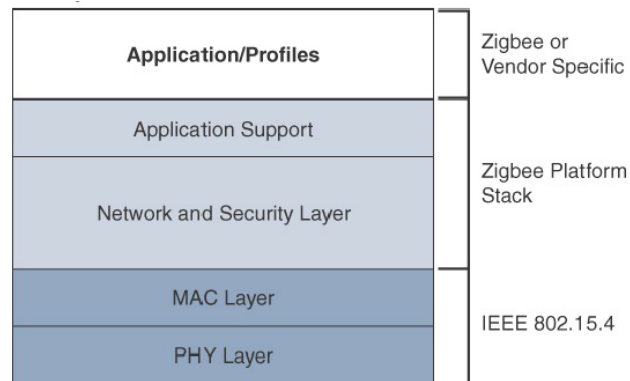 Application/Profiles
Zigbee or
Vendor Specific
Application Support
Network and Security Layer
Zigbee Platform
Stack
MAC Layer
PHY Layer
IEEE 802.15.4